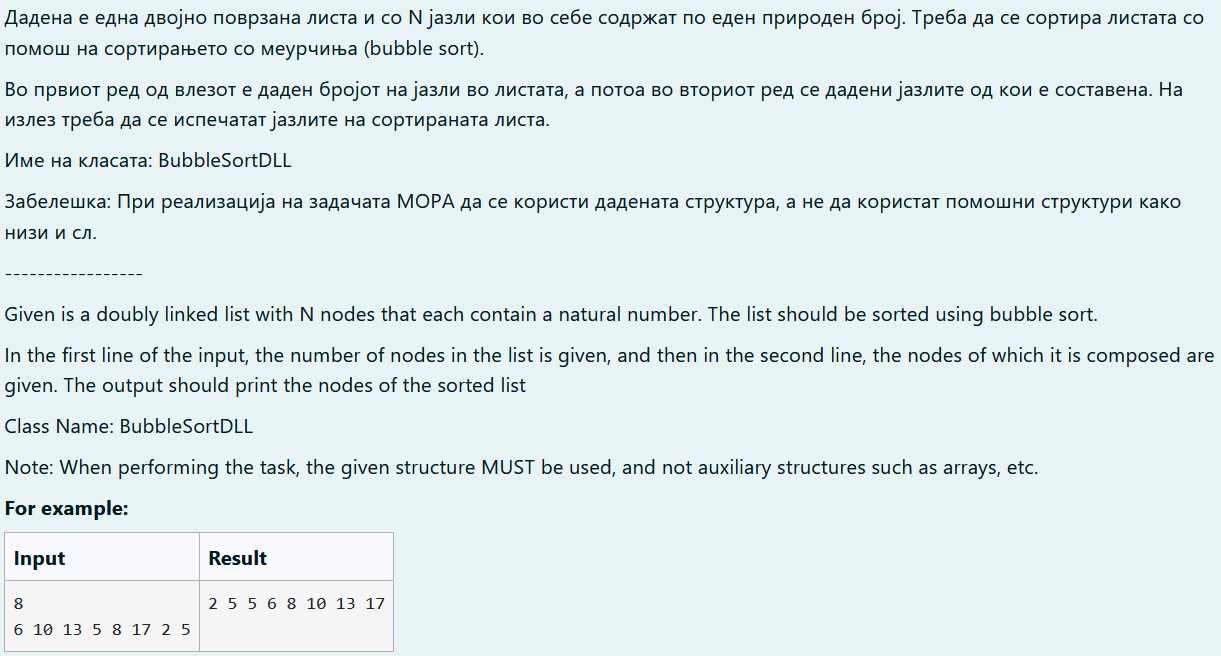 Дадена е една двојно поврзана листа и со N јазли кои во себе содржат по еден природен број. Треба да се сортира листата со
помош на сортирањето со меурчиња (bubble sort).
Во првиот ред од влезот е даден бројот на јазли во листата, а потоа во вториот ред се дадени јазлите од кои е составена. На
излез треба да се испечатат јазлите на сортираната листа.
Име на класата: BubbleSortDLL
Забелешка: При реализација на задачата МОРА да се користи дадената структура, а не да користат помошни структури како
низи и сл.
-----------------
Given is a doubly linked list with N nodes that each contain a natural number. The list should be sorted using bubble sort.
In the first line of the input, the number of nodes in the list is given, and then in the second line, the nodes of which it is composed are
given. The output should print the nodes of the sorted list
Class Name: BubbleSortDLL
Note: When performing the task, the given structure MUST be used, and not auxiliary structures such as arrays, etc.
For example:
Input Result
8 2 5 5 6 8 10 13 17
6 10 13 5 8 17 2 5